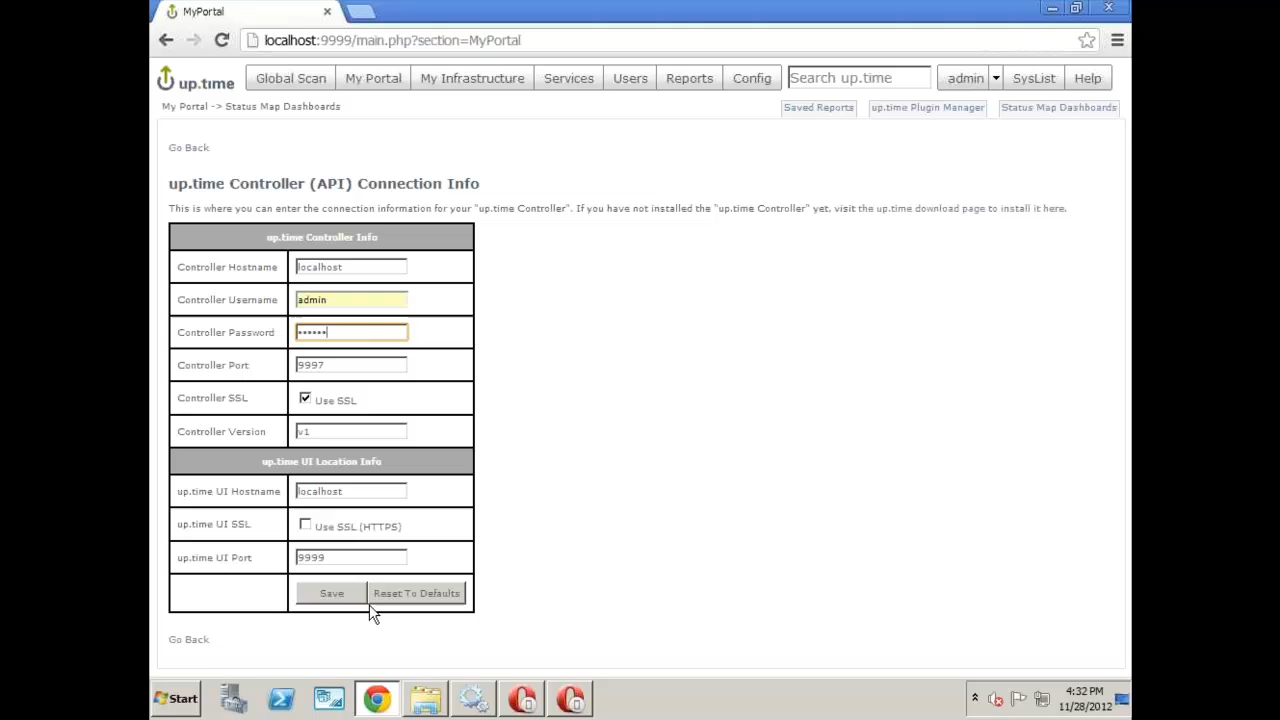 MyPortal
localhost:9999/main.php?section=MyPortal
up.time
Global Scan
My Portal
My Infrastructure
Services
Users
Reports
Config
Search up.time
admin
SysList
Help
My Portal -> Status Map Dashboards
Saved Reports
up.time Plugin Manager
Status Map Dashboards
Go Back
up.time Controller (API) Connection Info
This is where you can enter the connection information for your "up.time Controller". If you have not installed the "up.time Controller" yet, visit the up.time download page to install it here.
up.time Controller Info
Controller Hostname localhost
Controller Username admin
Controller Password ••••••
Controller Port 9997
Controller SSL Use SSL
Controller Version v1
up.time UI Location Info
up.time UI Hostname localhost
up.time UI SSL Use SSL (HTTPS)
up.time UI Port 9999
Save Reset To Defaults
Go Back
Start
4:32 PM
11/28/2012